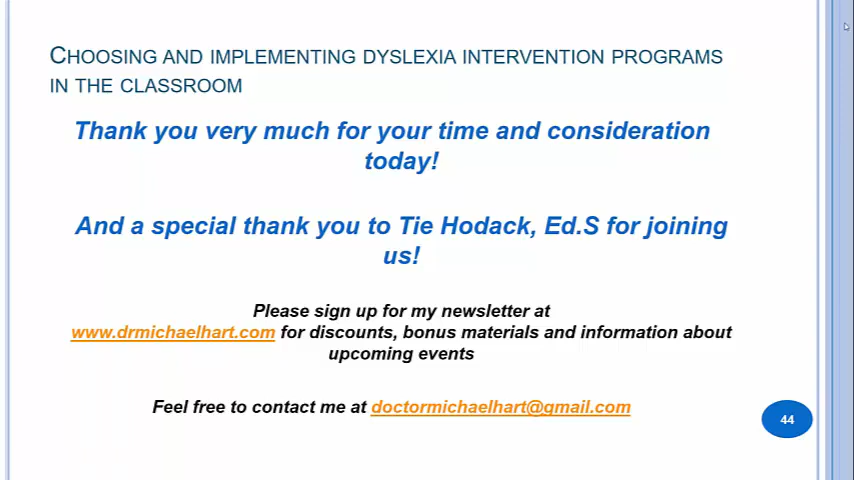 CHOOSING AND IMPLEMENTING DYSLEXIA INTERVENTION PROGRAMS
IN THE CLASSROOM
Thank you very much for your time and consideration
today!
And a special thank you to Tie Hodack, Ed.S for joining
us!
Please sign up for my newsletter at
www.drmichaelhart.com for discounts, bonus materials and information about
upcoming events
Feel free to contact me at doctormichaelhart@gmail.com
44